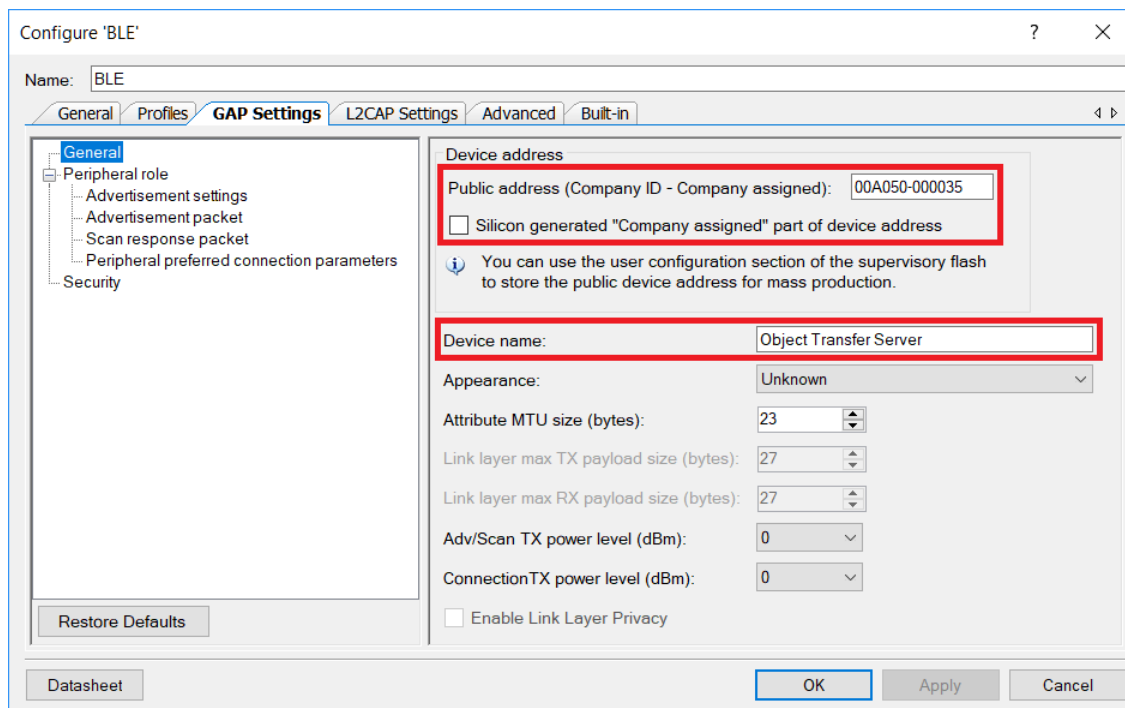 Configure 'BLE'
?
Name: BLE
General Profiles GAP Settings L2CAP Settings Advanced Built-in
General
Peripheral role
Advertisement settings
Advertisement packet
Scan response packet
Peripheral preferred connection parameters
Security
Restore Defaults
Device address
Public address (Company ID - Company assigned): 00A050-000035
Silicon generated "Company assigned" part of device address
You can use the user configuration section of the supervisory flash
to store the public device address for mass production.
Device name: Object Transfer Server
Appearance: Unknown
Attribute MTU size (bytes): 23
Link layer max TX payload size (bytes): 27
Link layer max RX payload size (bytes): 27
Adv/Scan TX power level (dBm): 0
ConnectionTX power level (dBm): 0
Enable Link Layer Privacy
Datasheet OK Apply Cancel